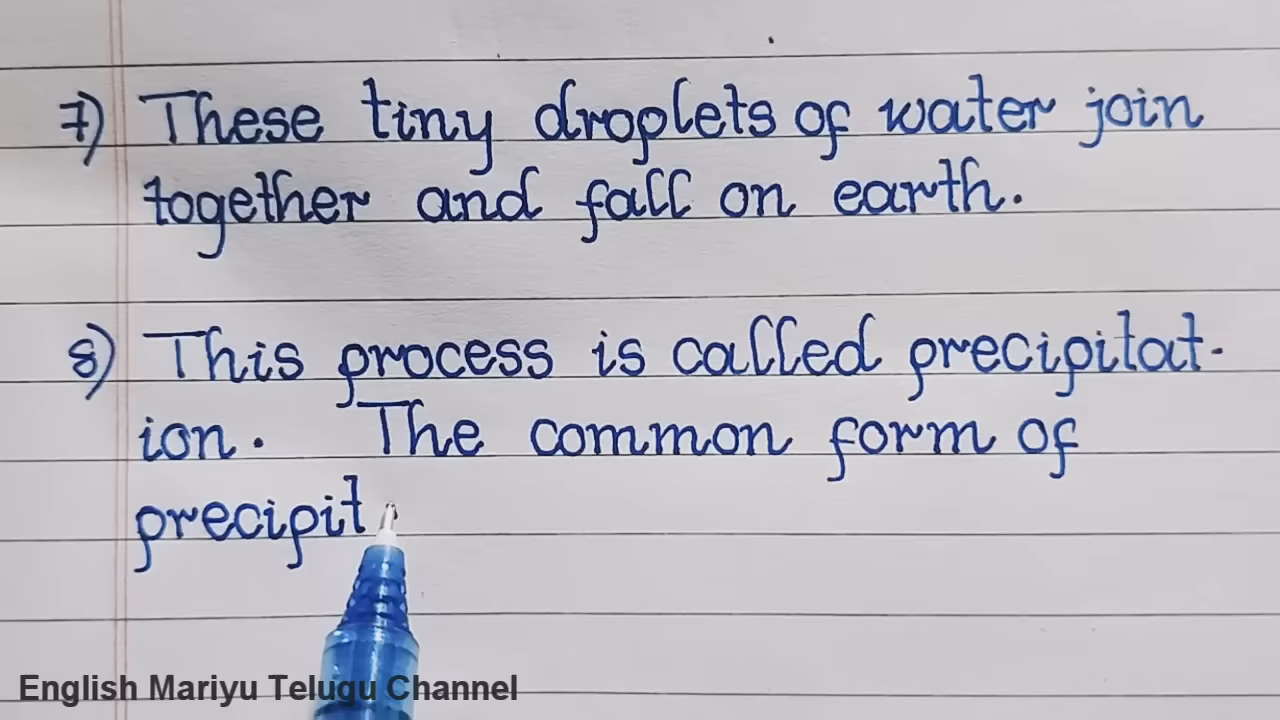 7) These tiny droplets of water join
together and fall on earth.
8) This process is called precipitat-
ion. The common form of
precipit
English Mariyu Telugu Channel